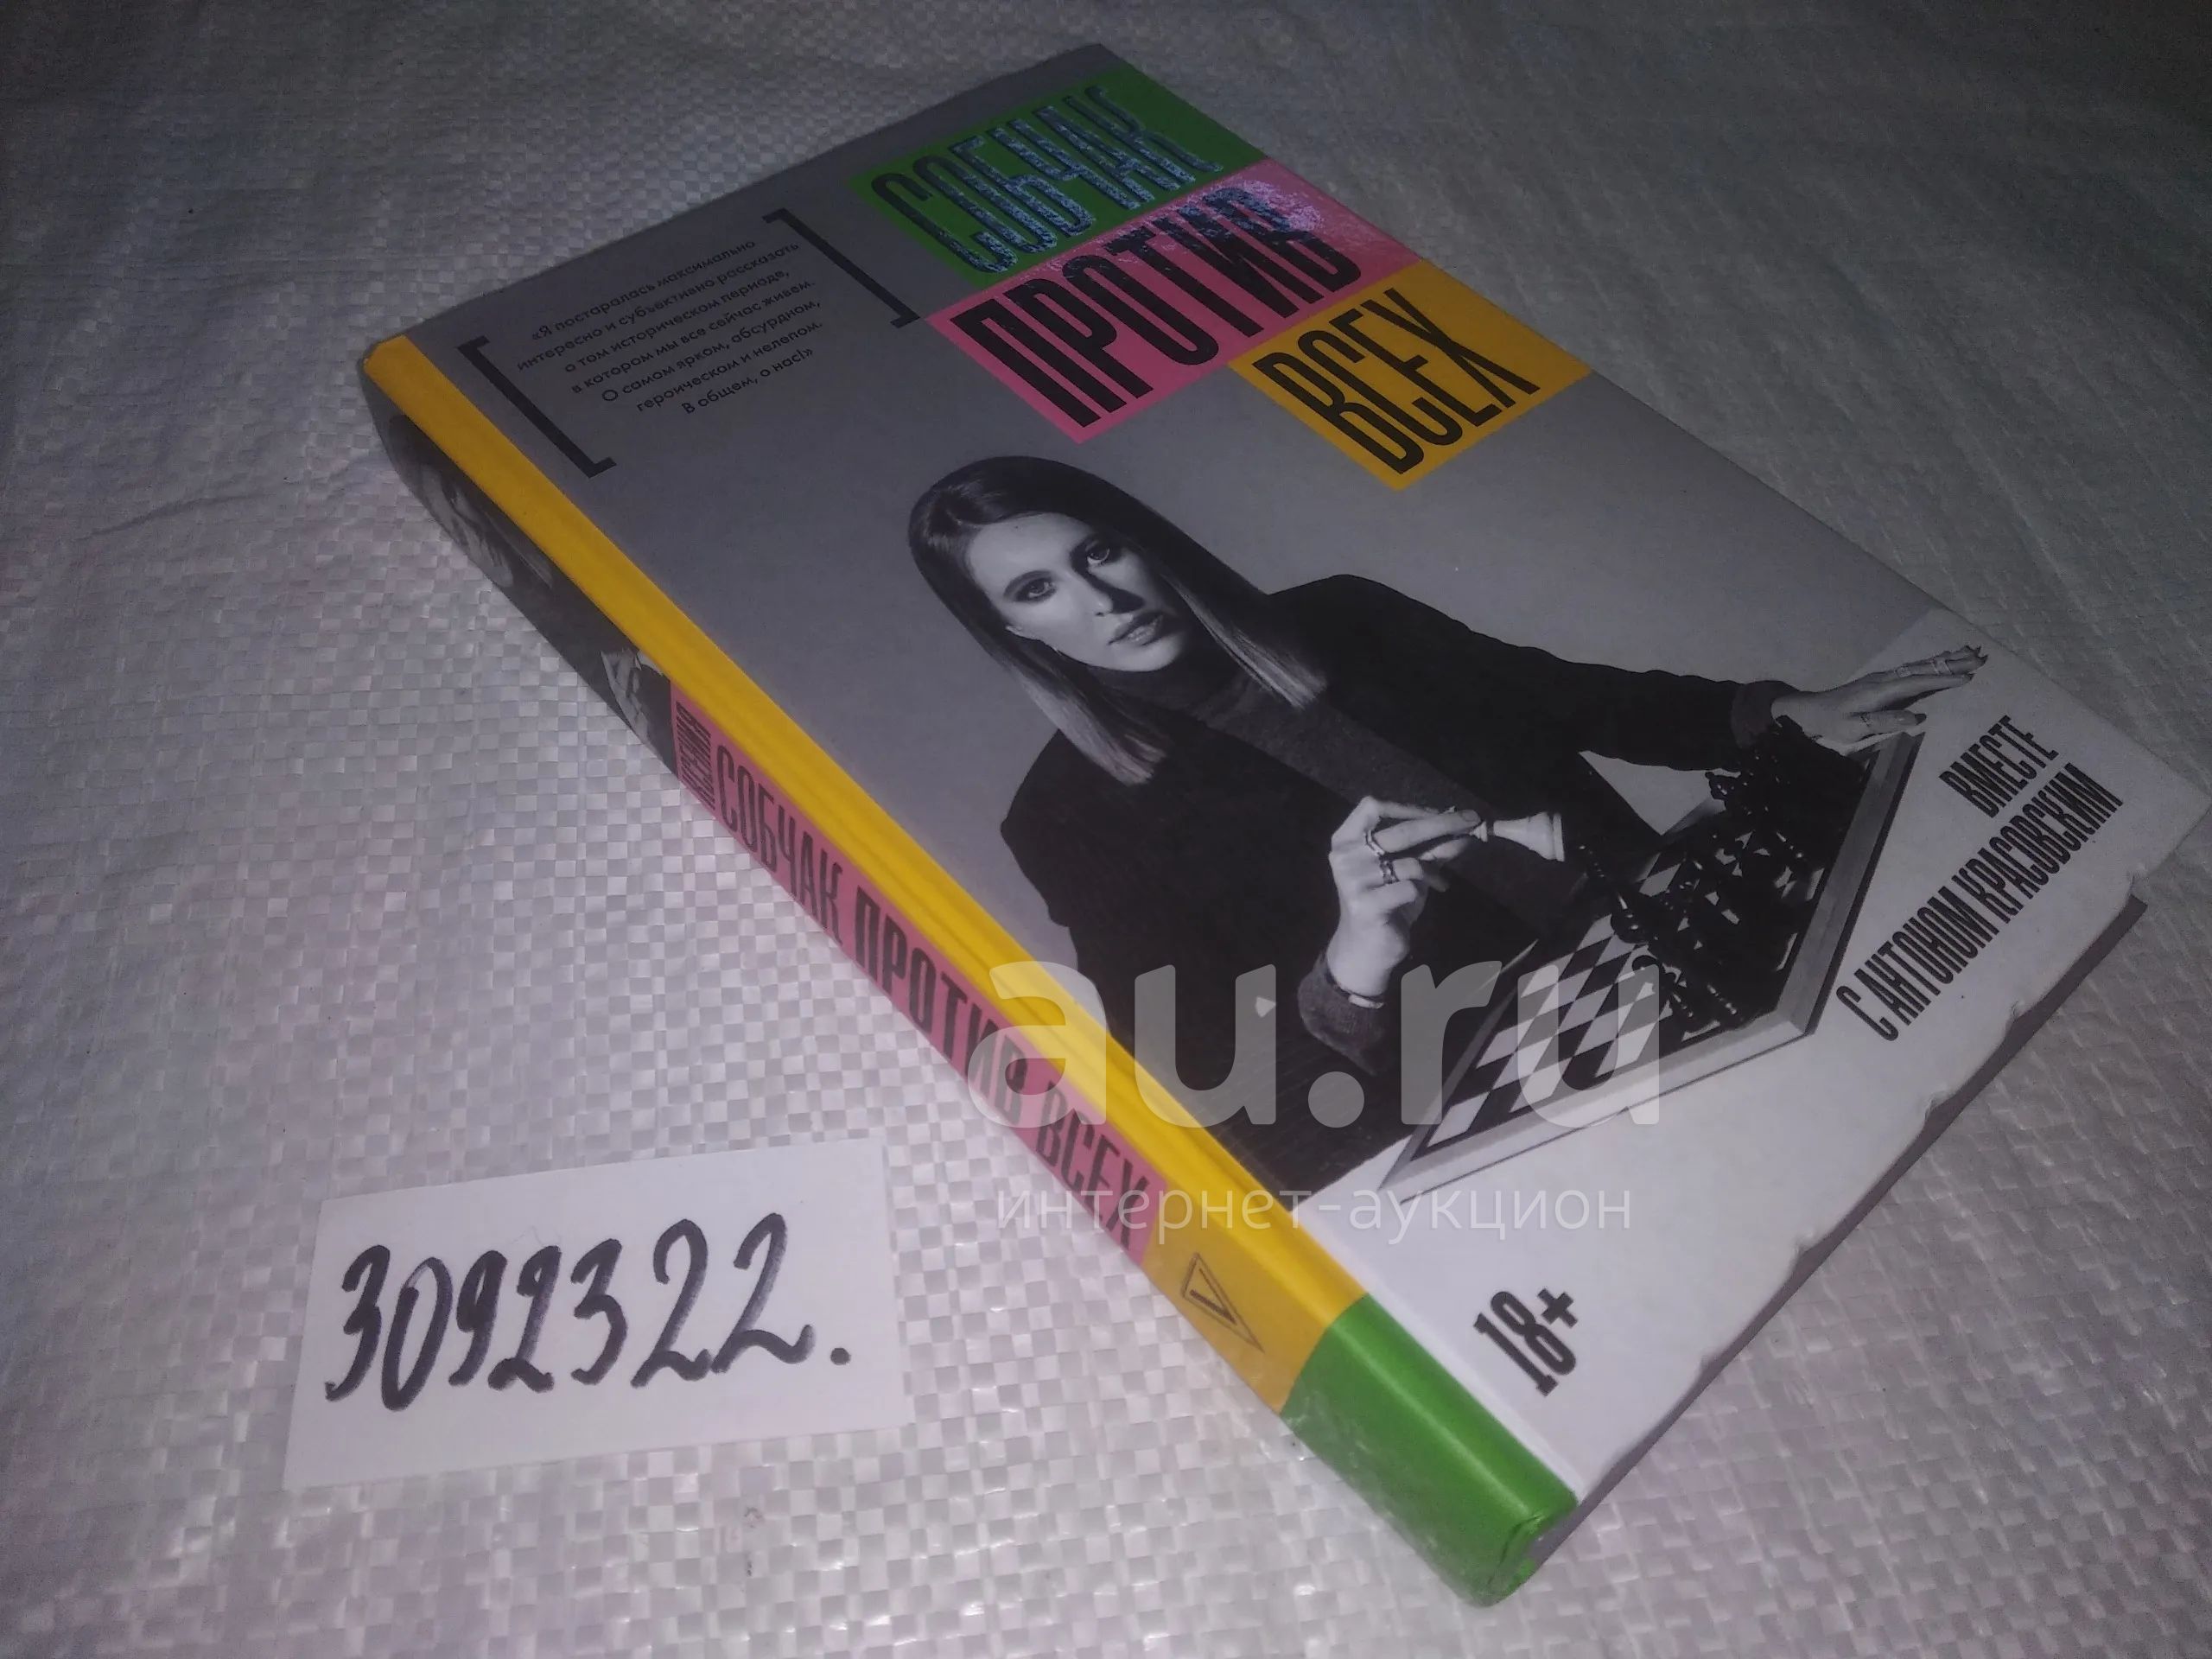 СОБЧАК
ПРОТИВ
ВСЕХ
«Я постаралась максимально
интересно и субъективно рассказать
о том историческом периоде,
в котором мы все сейчас живем.
О самом ярком, абсурдном,
героическом и нелепом.
В общем, о нас!»
ВМЕСТЕ
С АНТОНОМ КРАСОВСКИМ
18+
КСЕНИЯ
СОБЧАК ПРОТИВ ВСЕХ
au.ru
интернет-аукцион
3092322.